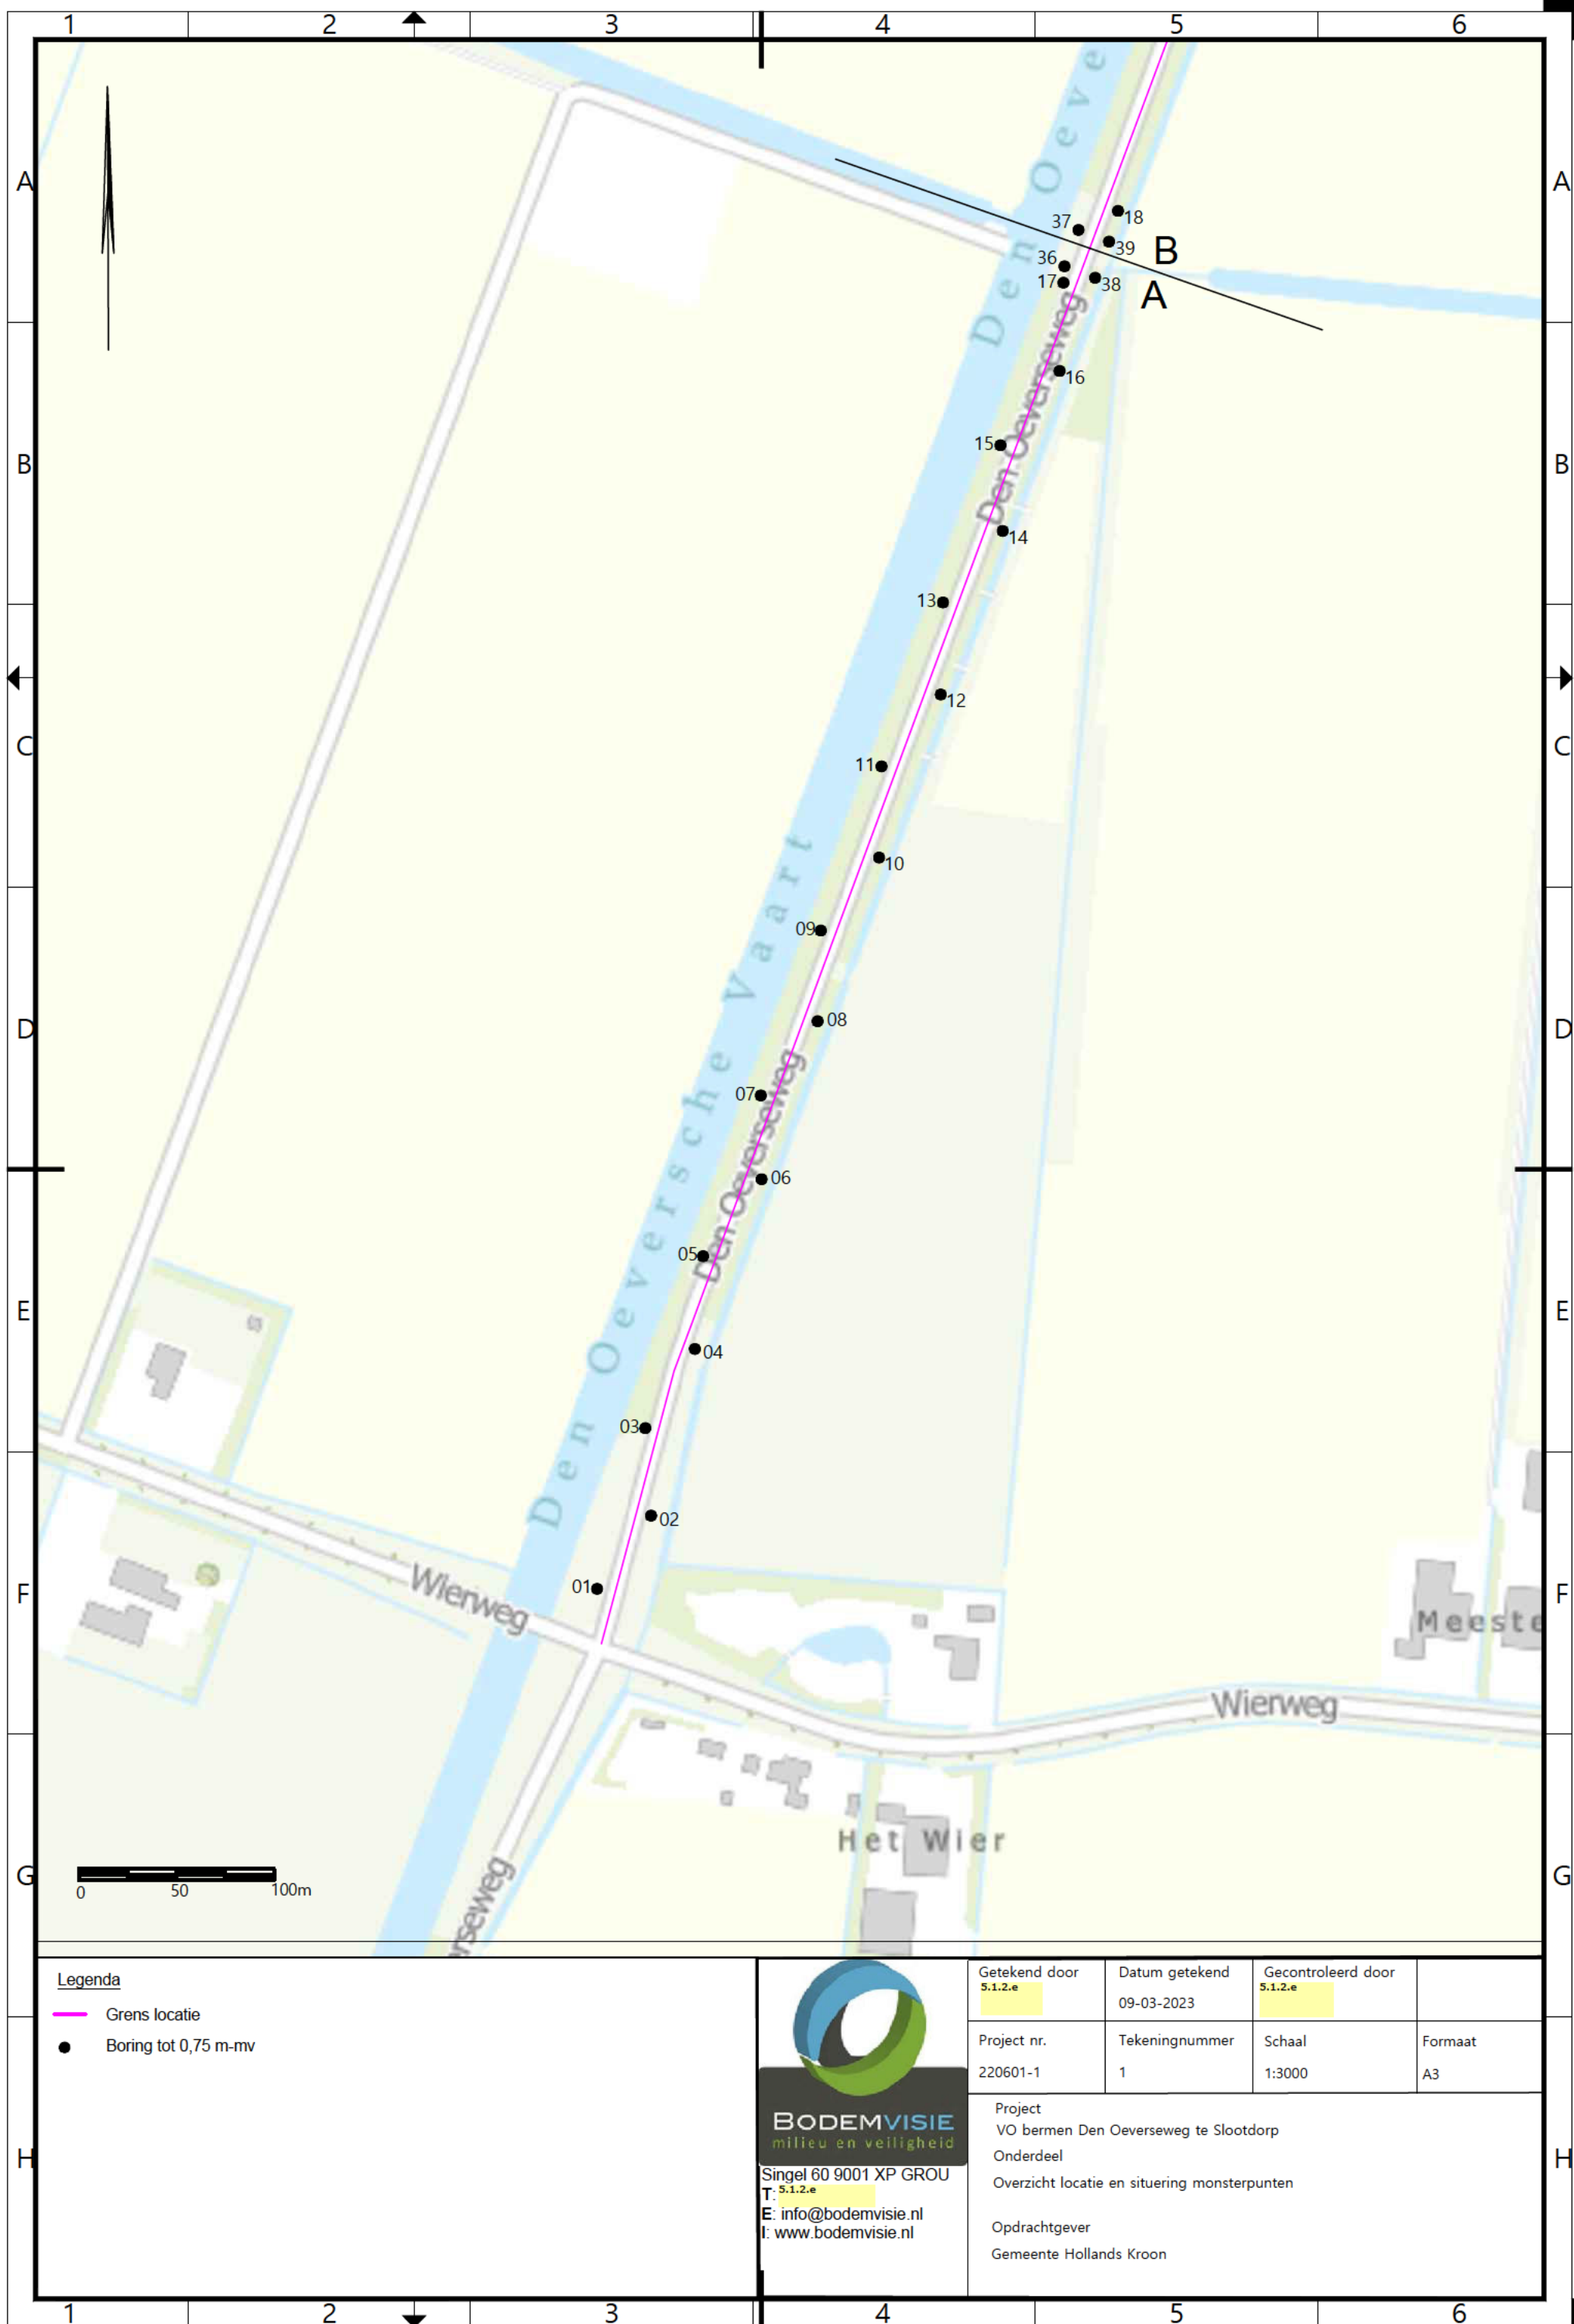 1 2 3 4 5 6
A A
B B
C C
D D
E E
F F
G G
H H
Den Oeve
37
18
39
B
36
17
38
A
Den Oeverseweg
16
15
14
13
12
11
10
09
08
07
06
05
04
03
02
01
Den Oeversche Vaart
Den Oeverseweg
Wierweg
Meeste
Wierweg
Het Wier
rseweg
0 50 100m
Legenda
Grens locatie
Boring tot 0,75 m-mv
BODEMVISIE
milieu en veiligheid
Singel 60 9001 XP GROU
T: 5.1.2.e
E: info@bodemvisie.nl
I: www.bodemvisie.nl
Getekend door Datum getekend Gecontroleerd door
5.1.2.e 09-03-2023 5.1.2.e
Project nr. Tekeningnummer Schaal Formaat
220601-1 1 1:3000 A3
Project
VO bermen Den Oeverseweg te Slootdorp
Onderdeel
Overzicht locatie en situering monsterpunten
Opdrachtgever
Gemeente Hollands Kroon
1 2 3 4 5 6